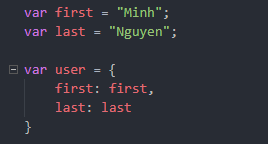 var first = "Minh";
var last = "Nguyen";
var user = {
first: first,
last: last
}